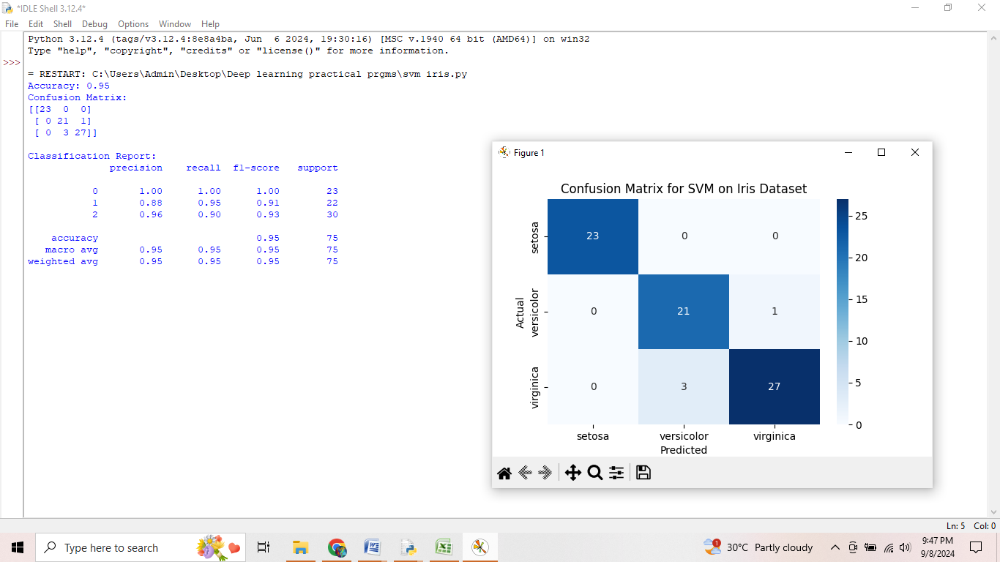 *IDLE Shell 3.12.4*
File Edit Shell Debug Options Window Help
Python 3.12.4 (tags/v3.12.4:8e8a4ba, Jun  6 2024, 19:30:16) [MSC v.1940 64 bit (AMD64)] on win32
Type "help", "copyright", "credits" or "license()" for more information.
>>>
= RESTART: C:\Users\Admin\Desktop\Deep learning practical prgms\svm iris.py
Accuracy: 0.95
Confusion Matrix:
[[23  0  0]
 [ 0 21  1]
 [ 0  3 27]]
Classification Report:
precision recall f1-score support
0 1.00 1.00 1.00 23
1 0.88 0.95 0.91 22
2 0.96 0.90 0.93 30
accuracy 0.95 75
macro avg 0.95 0.95 0.95 75
weighted avg 0.95 0.95 0.95 75
Figure 1
Confusion Matrix for SVM on Iris Dataset
Actual
setosa
23 0 0
versicolor
0 21 1
virginica
0 3 27
setosa versicolor virginica
Predicted
25
20
15
10
5
0
Ln: 5 Col: 0
Type here to search
1
30°C Partly cloudy
9:47 PM
9/8/2024